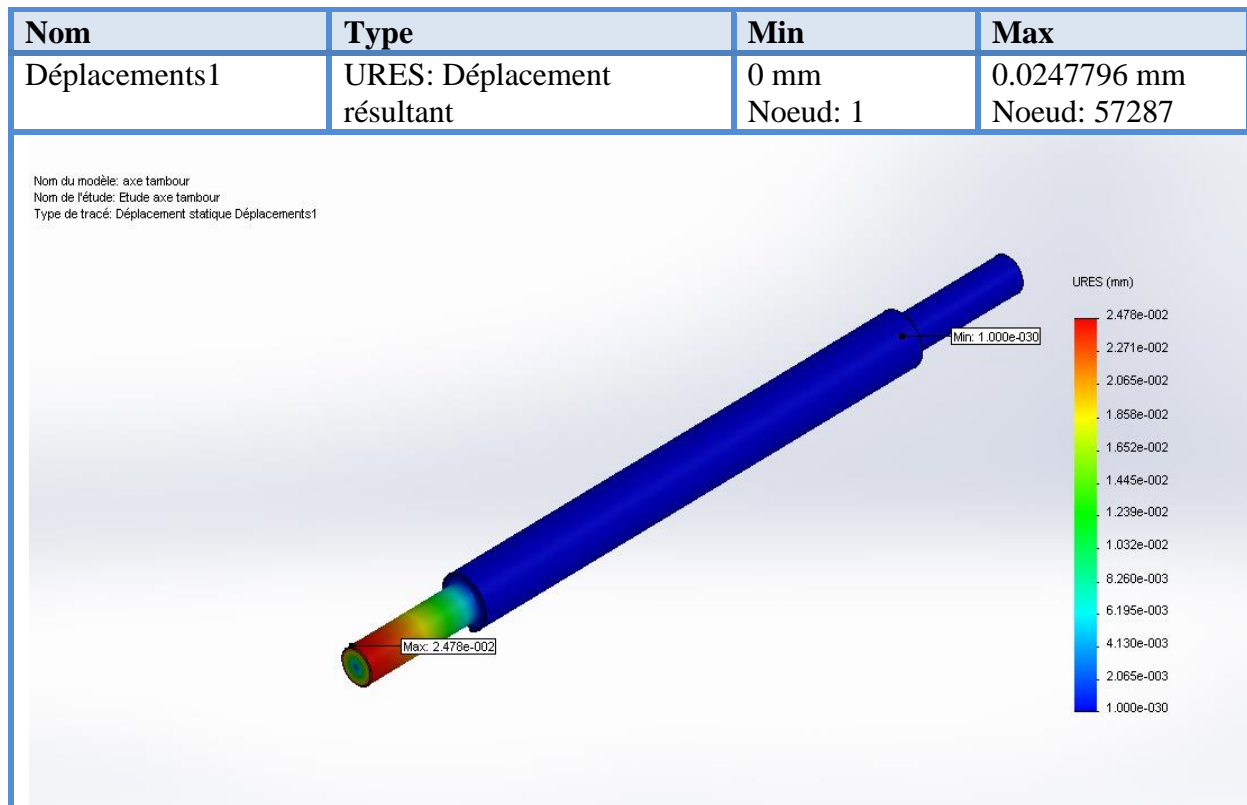 Nom Type Min Max
Déplacements1 URES: Déplacement résultant 0 mm Noeud: 1 0.0247796 mm Noeud: 57287
Nom du modèle: axe tambour
Nom de l'étude: Etude axe tambour
Type de tracé: Déplacement statique Déplacements1
URES (mm)
2.478e-002
Min: 1.000e-030
2.271e-002
2.065e-002
1.858e-002
1.652e-002
1.445e-002
1.239e-002
1.032e-002
8.260e-003
6.195e-003
Max: 2.478e-002
4.130e-003
2.065e-003
1.000e-030